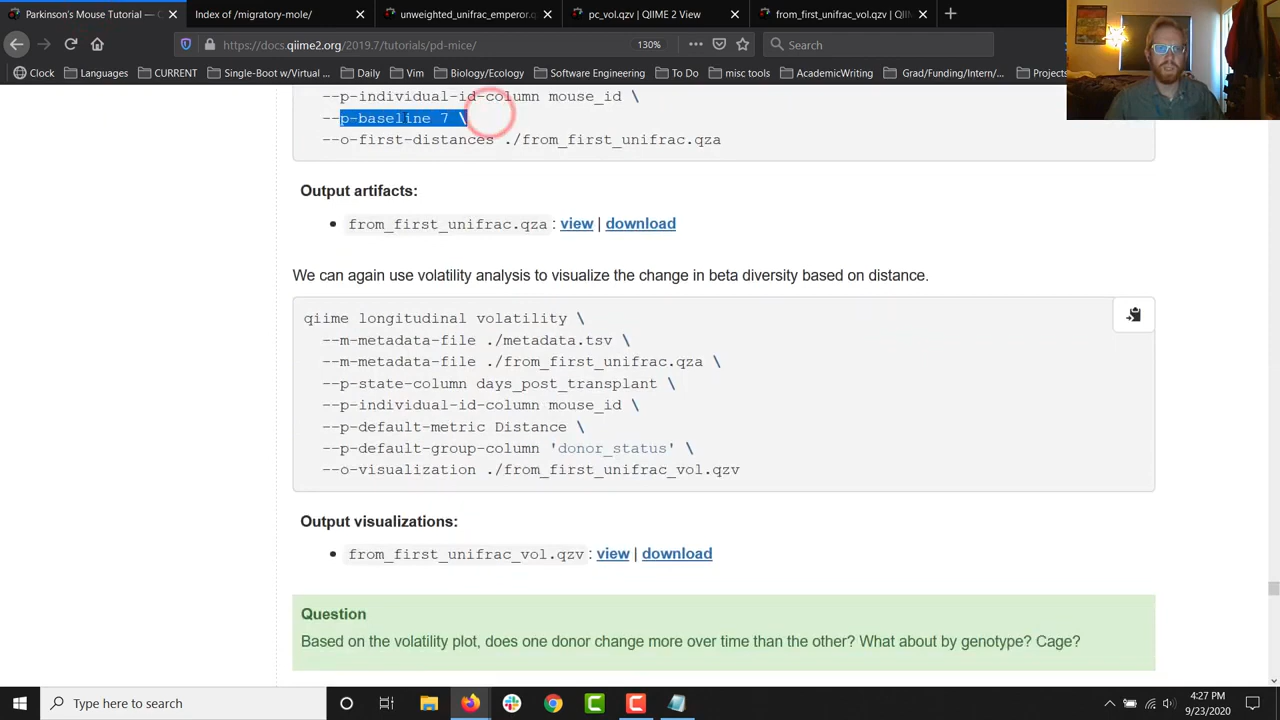 Parkinson's Mouse Tutorial — C
Index of /migratory-mole/
unweighted_unifrac_emperor.q
pc_vol.qzv | QIIME 2 View
from_first_unifrac_vol.qzv | QI
https://docs.qiime2.org/2019.7/tutorials/pd-mice/
130%
Search
Clock
Languages
CURRENT
Single-Boot w/Virtual ...
Daily
Vim
Biology/Ecology
Software Engineering
To Do
misc tools
AcademicWriting
Grad/Funding/Intern/...
Projects
--p-individual-id-column mouse_id \
--p-baseline 7 \
--o-first-distances ./from_first_unifrac.qza
Output artifacts:
from_first_unifrac.qza: view | download
We can again use volatility analysis to visualize the change in beta diversity based on distance.
qiime longitudinal volatility \
--m-metadata-file ./metadata.tsv \
--m-metadata-file ./from_first_unifrac.qza \
--p-state-column days_post_transplant \
--p-individual-id-column mouse_id \
--p-default-metric Distance \
--p-default-group-column 'donor_status' \
--o-visualization ./from_first_unifrac_vol.qzv
Output visualizations:
from_first_unifrac_vol.qzv: view | download
Question
Based on the volatility plot, does one donor change more over time than the other? What about by genotype? Cage?
Type here to search
4:27 PM
9/23/2020